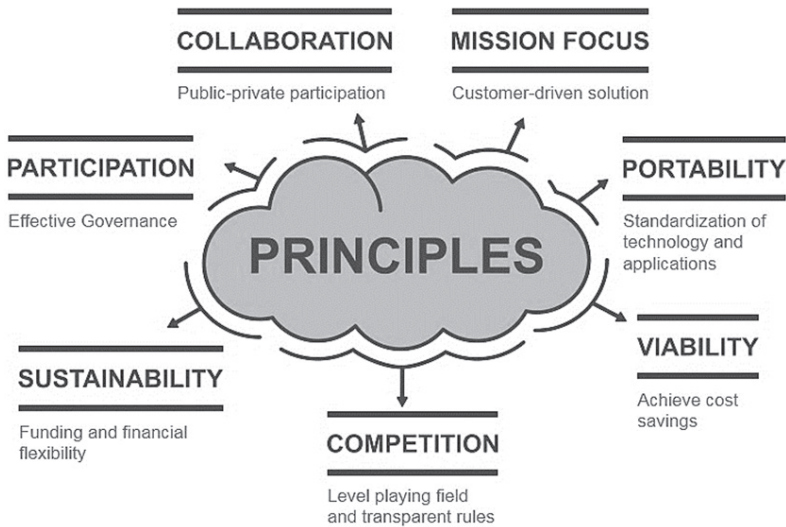 COLLABORATION
Public-private participation
MISSION FOCUS
Customer-driven solution
PARTICIPATION
Effective Governance
PORTABILITY
Standardization of
technology and
applications
PRINCIPLES
SUSTAINABILITY
Funding and financial
flexibility
VIABILITY
Achieve cost
savings
COMPETITION
Level playing field
and transparent rules